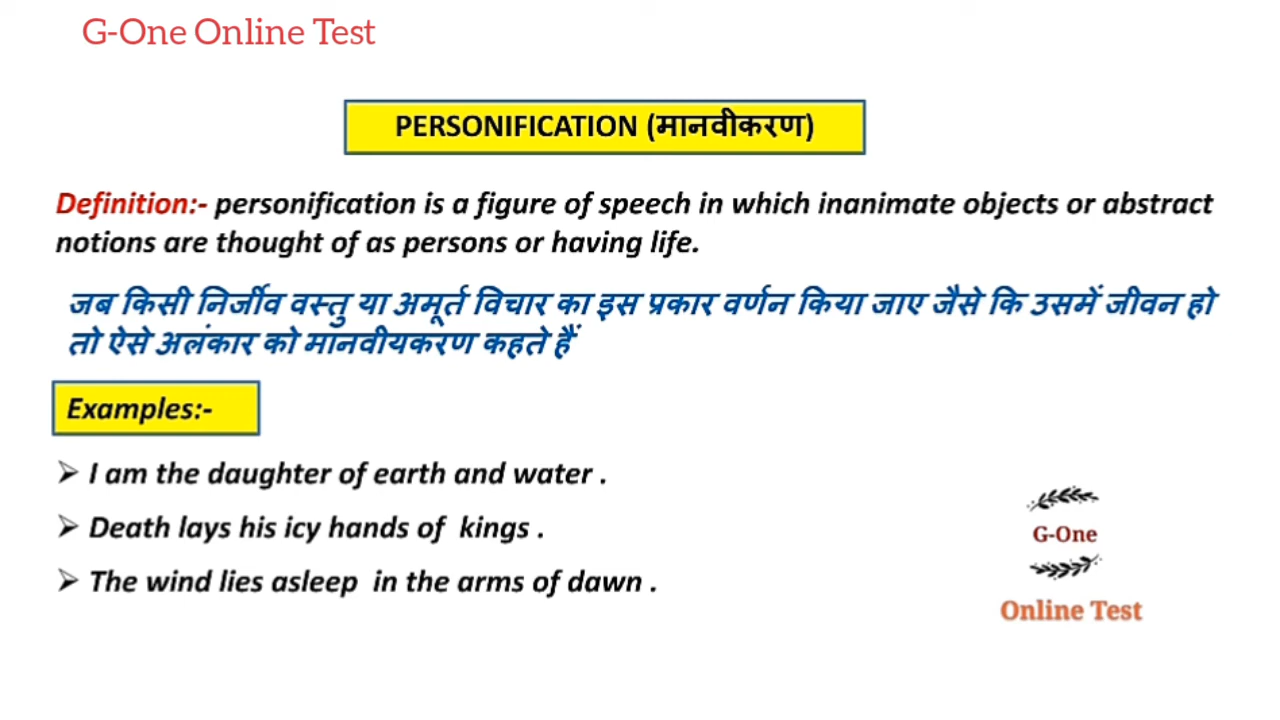 G-One Online Test
PERSONIFICATION (मानवीकरण)
Definition:- personification is a figure of speech in which inanimate objects or abstract
notions are thought of as persons or having life.
जब किसी निर्जीव वस्तु या अमूर्त विचार का इस प्रकार वर्णन किया जाए जैसे कि उसमें जीवन हो
तो ऐसे अलंकार को मानवीयकरण कहते हैं
Examples:-
➢ I am the daughter of earth and water .
➢ Death lays his icy hands of kings .
➢ The wind lies asleep in the arms of dawn .
G-One
Online Test